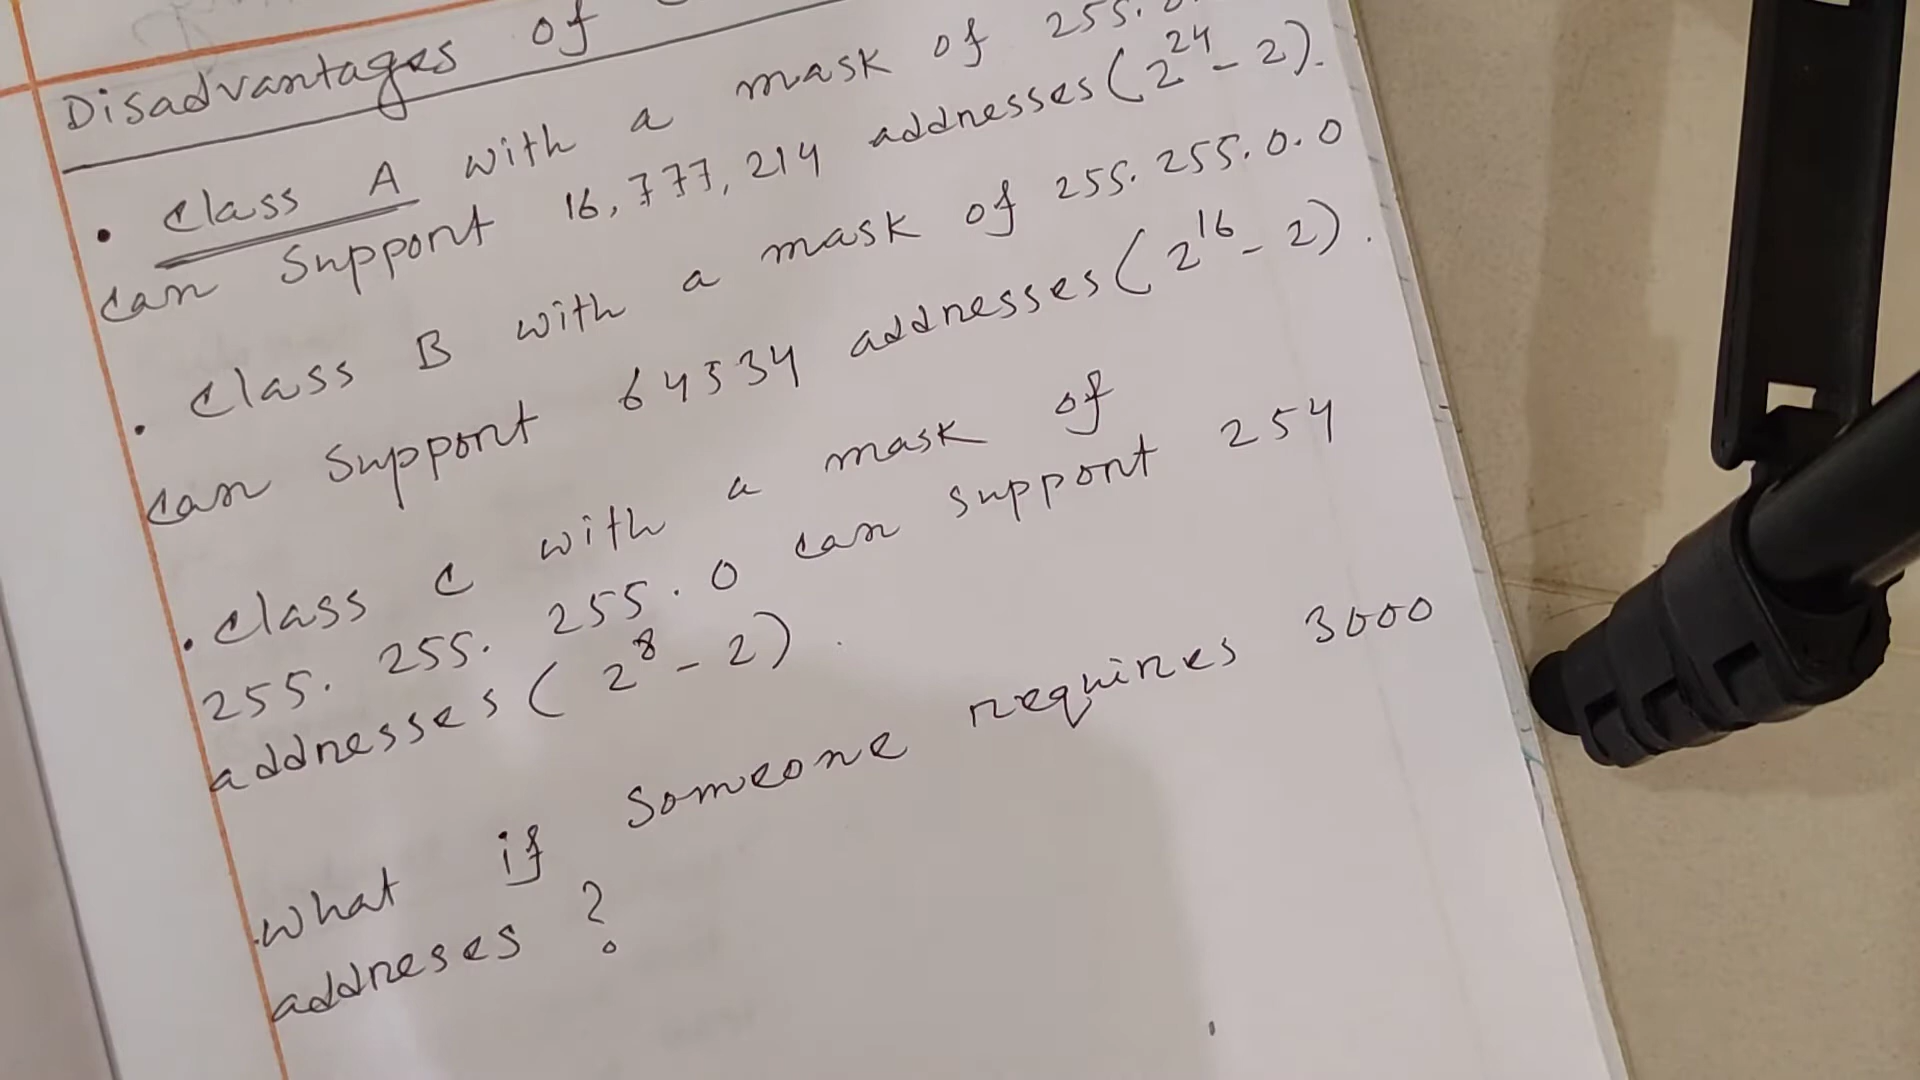 Disadvantages of
• Class A with a mask of 255.
can support 16,777,214 addresses (2^24 - 2).
• Class B with a mask of 255.255.0.0
can support 64534 addresses (2^16 - 2).
• Class C with a mask of
255. 255. 255. 0 can support 254
addresses (2^8 - 2).
What if someone requires 3000
addreses ?